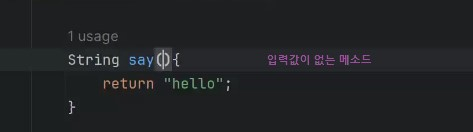 1 usage
String say(){ 입력값이 없는 메소드
return "hello";
}